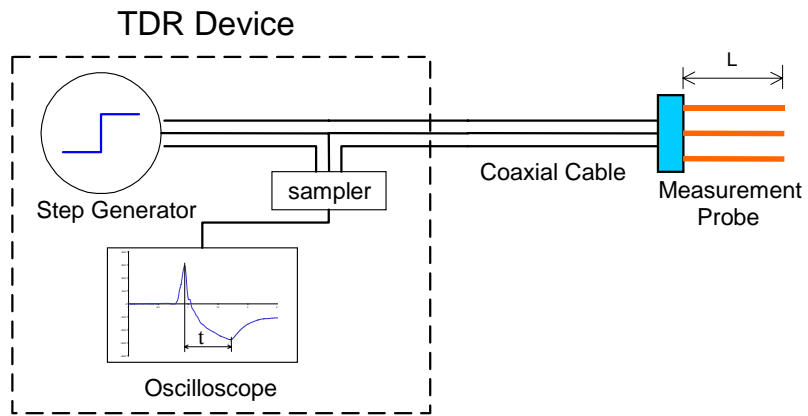 TDR Device
L
sampler
Step Generator
Coaxial Cable
Measurement
Probe
t
Oscilloscope